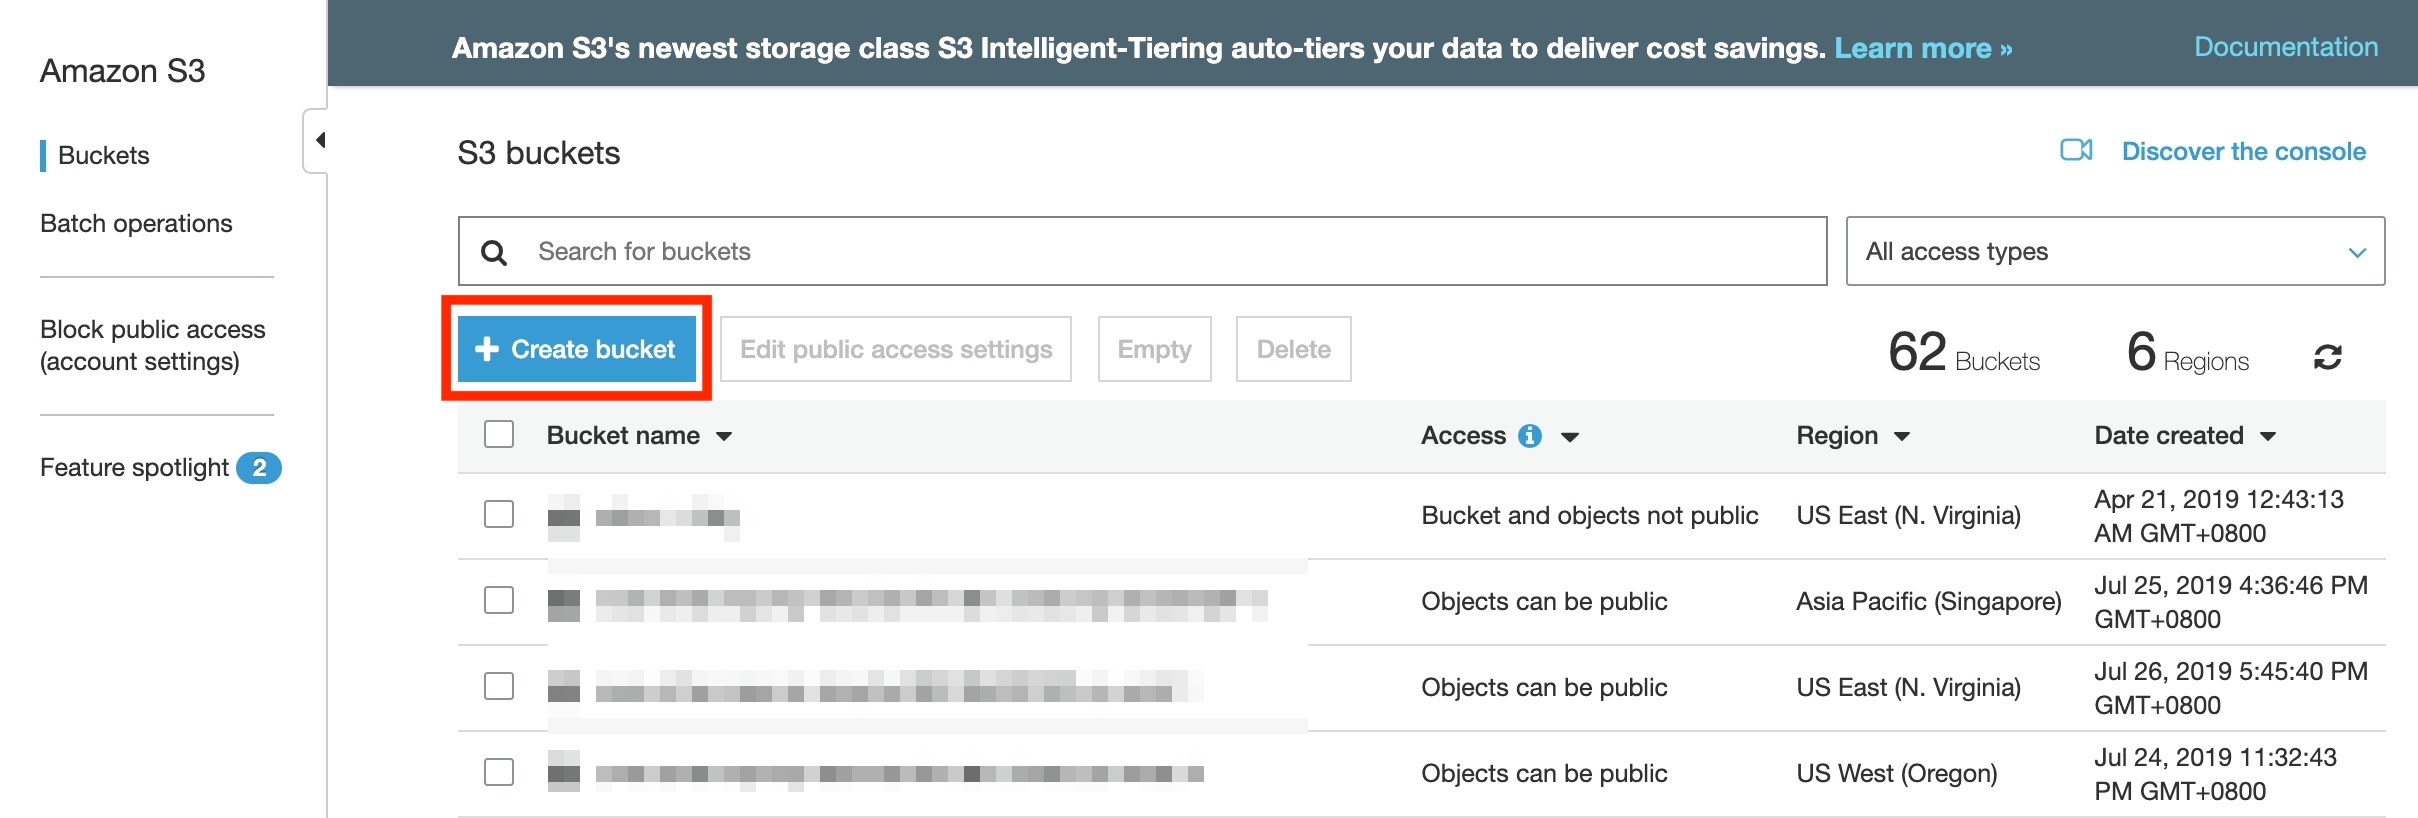 Amazon S3's newest storage class S3 Intelligent-Tiering auto-tiers your data to deliver cost savings. Learn more »
Documentation
Amazon S3
Buckets
Batch operations
Block public access
(account settings)
Feature spotlight 2
S3 buckets
Discover the console
Search for buckets
All access types
+ Create bucket
Edit public access settings
Empty
Delete
62 Buckets
6 Regions
Bucket name
Access
Region
Date created
Bucket and objects not public
US East (N. Virginia)
Apr 21, 2019 12:43:13
AM GMT+0800
Objects can be public
Asia Pacific (Singapore)
Jul 25, 2019 4:36:46 PM
GMT+0800
Objects can be public
US East (N. Virginia)
Jul 26, 2019 5:45:40 PM
GMT+0800
Objects can be public
US West (Oregon)
Jul 24, 2019 11:32:43
PM GMT+0800